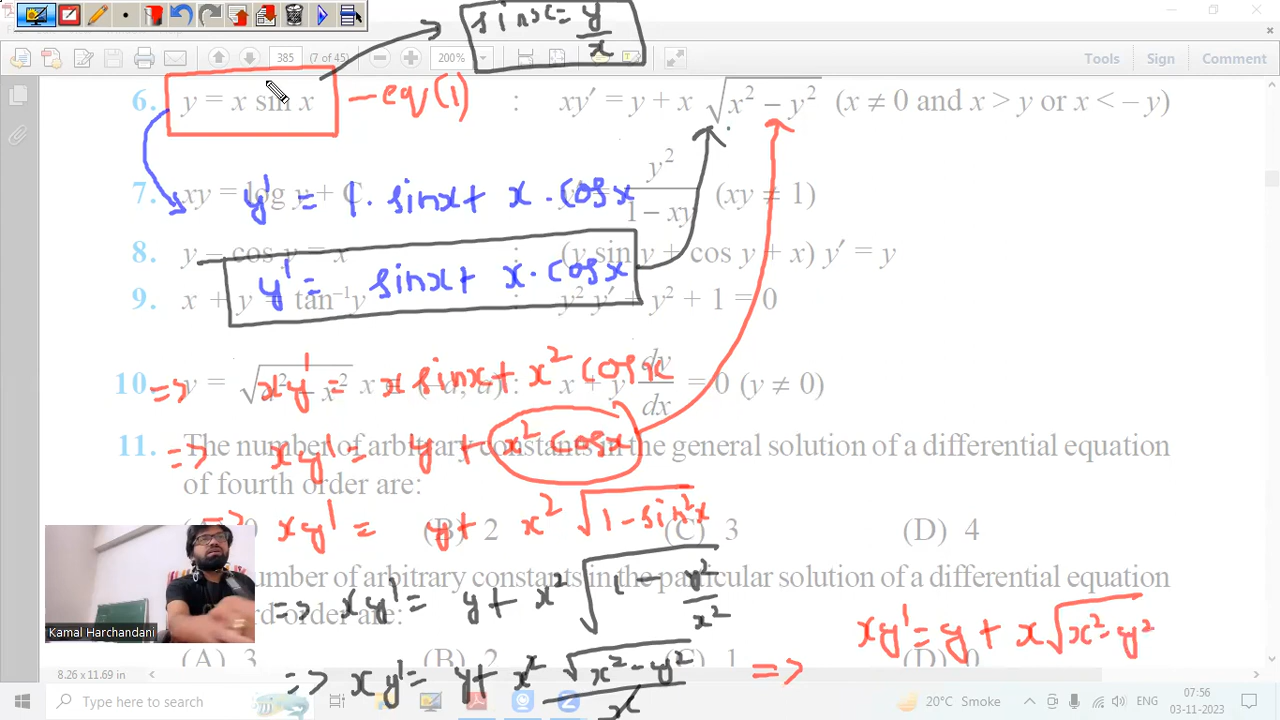 sinx = y/x
385 (7 of 45) 200% Tools Sign Comment
6. y = x sin x — eq(1) : xy′ = y + x √(x² − y²) (x ≠ 0 and x > y or x < − y)
7. xy = log y + C : y′ = y²/(1 − xy) (xy ≠ 1)
y' = 1. sinx + x . cosx
8. y − cos y = x : (y sin y + cos y + x) y′ = y
y' = sinx + x. cosx
9. x + y = tan⁻¹y : y² y′ + y² + 1 = 0
10. y = √(a² − x²) x ∈ (−a, a) : x + y dy/dx = 0 (y ≠ 0)
=> xy' = x sinx + x² cosx
11. The number of arbitrary constants in the general solution of a differential equation
=> xy' = y + x² cosx
of fourth order are:
=> xy' = y + x² √(1 - sin²x)
(A) 0 (B) 2 (C) 3 (D) 4
number of arbitrary constants in the particular solution of a differential equation
=> xy' = y + x² √(1 - y²/x²)
order are:
xy' = y + x√(x² - y²)
(A) 3 (B) 2 (C) 1 (D) 0
=> xy' = y + x² √(x² - y²)/x =>
Kamal Harchandani
8.26 x 11.69 in
Search 20°C Smoke ENG 07:56
03-11-2023